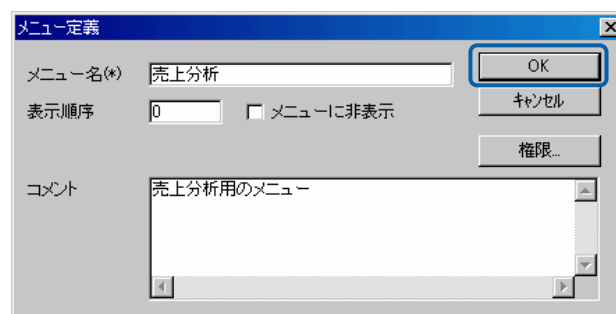 メニュー定義
メニュー名(*) 売上分析 OK
表示順序 0 メニューに非表示 キャンセル
権限...
コメント 売上分析用のメニュー